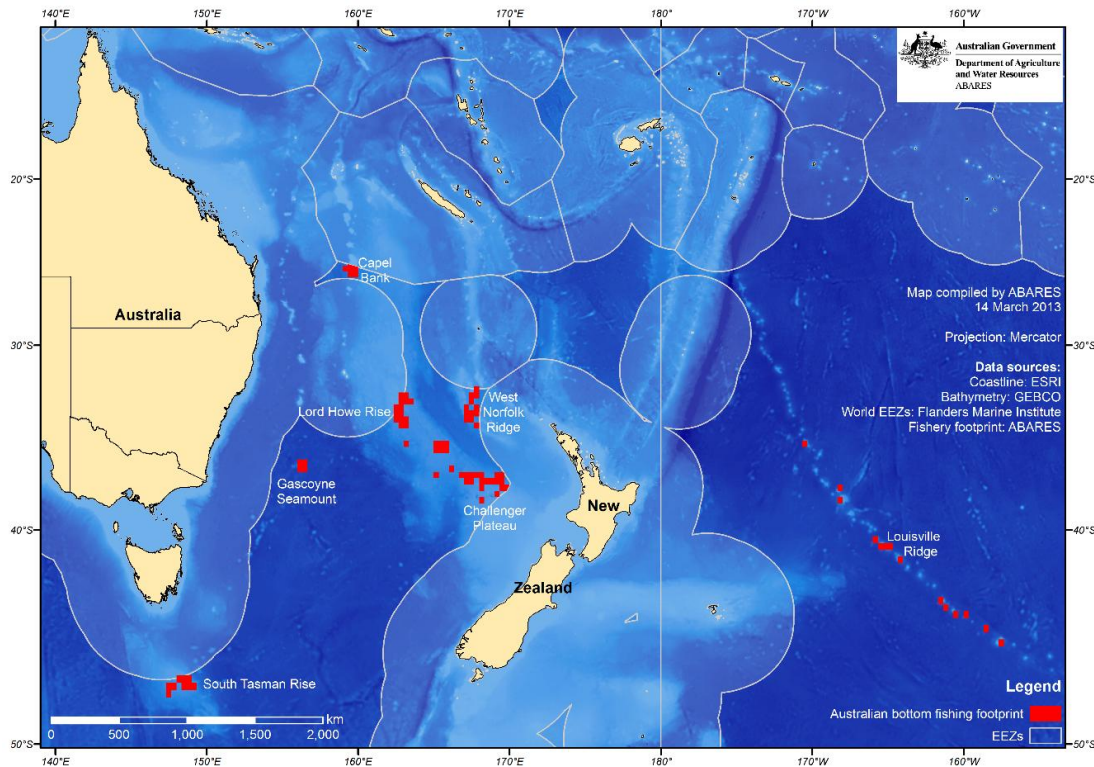 140°E
150°E
160°E
170°E
180°
170°W
160°W
Australian Government
Department of Agriculture
and Water Resources
ABARES
20°S
20°S
Capel
Bank
Map compiled by ABARES
14 March 2013
Australia
Projection: Mercator
30°S
30°S
Data sources:
Coastline: ESRI
Bathymetry: GEBCO
World EEZs: Flanders Marine Institute
Fishery footprint: ABARES
Lord Howe Rise
West
Norfolk
Ridge
Gascoyne
Seamount
Challenger
Plateau
New
Zealand
40°S
40°S
Louisville
Ridge
South Tasman Rise
Legend
Australian bottom fishing footprint
EEZs
km
0
500
1,000
1,500
2,000
50°S
50°S
140°E
150°E
160°E
170°E
180°
170°W
160°W